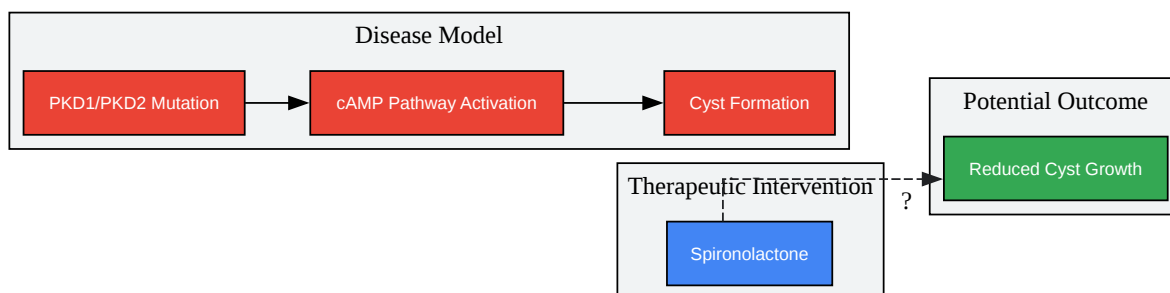 Disease Model
PKD1/PKD2 Mutation
cAMP Pathway Activation
Cyst Formation
Potential Outcome
Reduced Cyst Growth
Therapeutic Intervention
?
Spironolactone